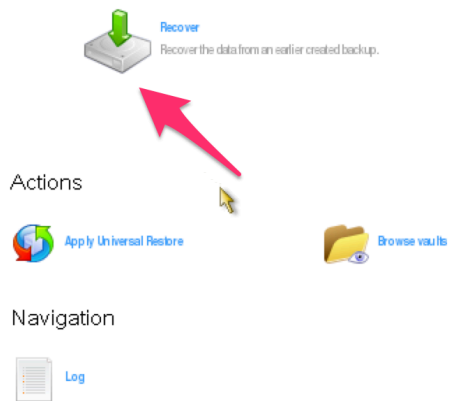 Recover
Recover the data from an earlier created backup.
Actions
Apply Universal Restore
Browse vaults
Navigation
Log